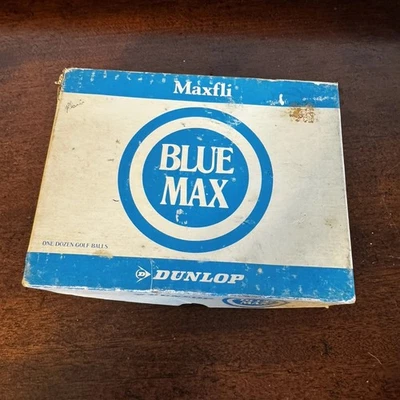 Maxfli
BLUE
MAX
ONE DOZEN GOLF BALLS
DUNLOP